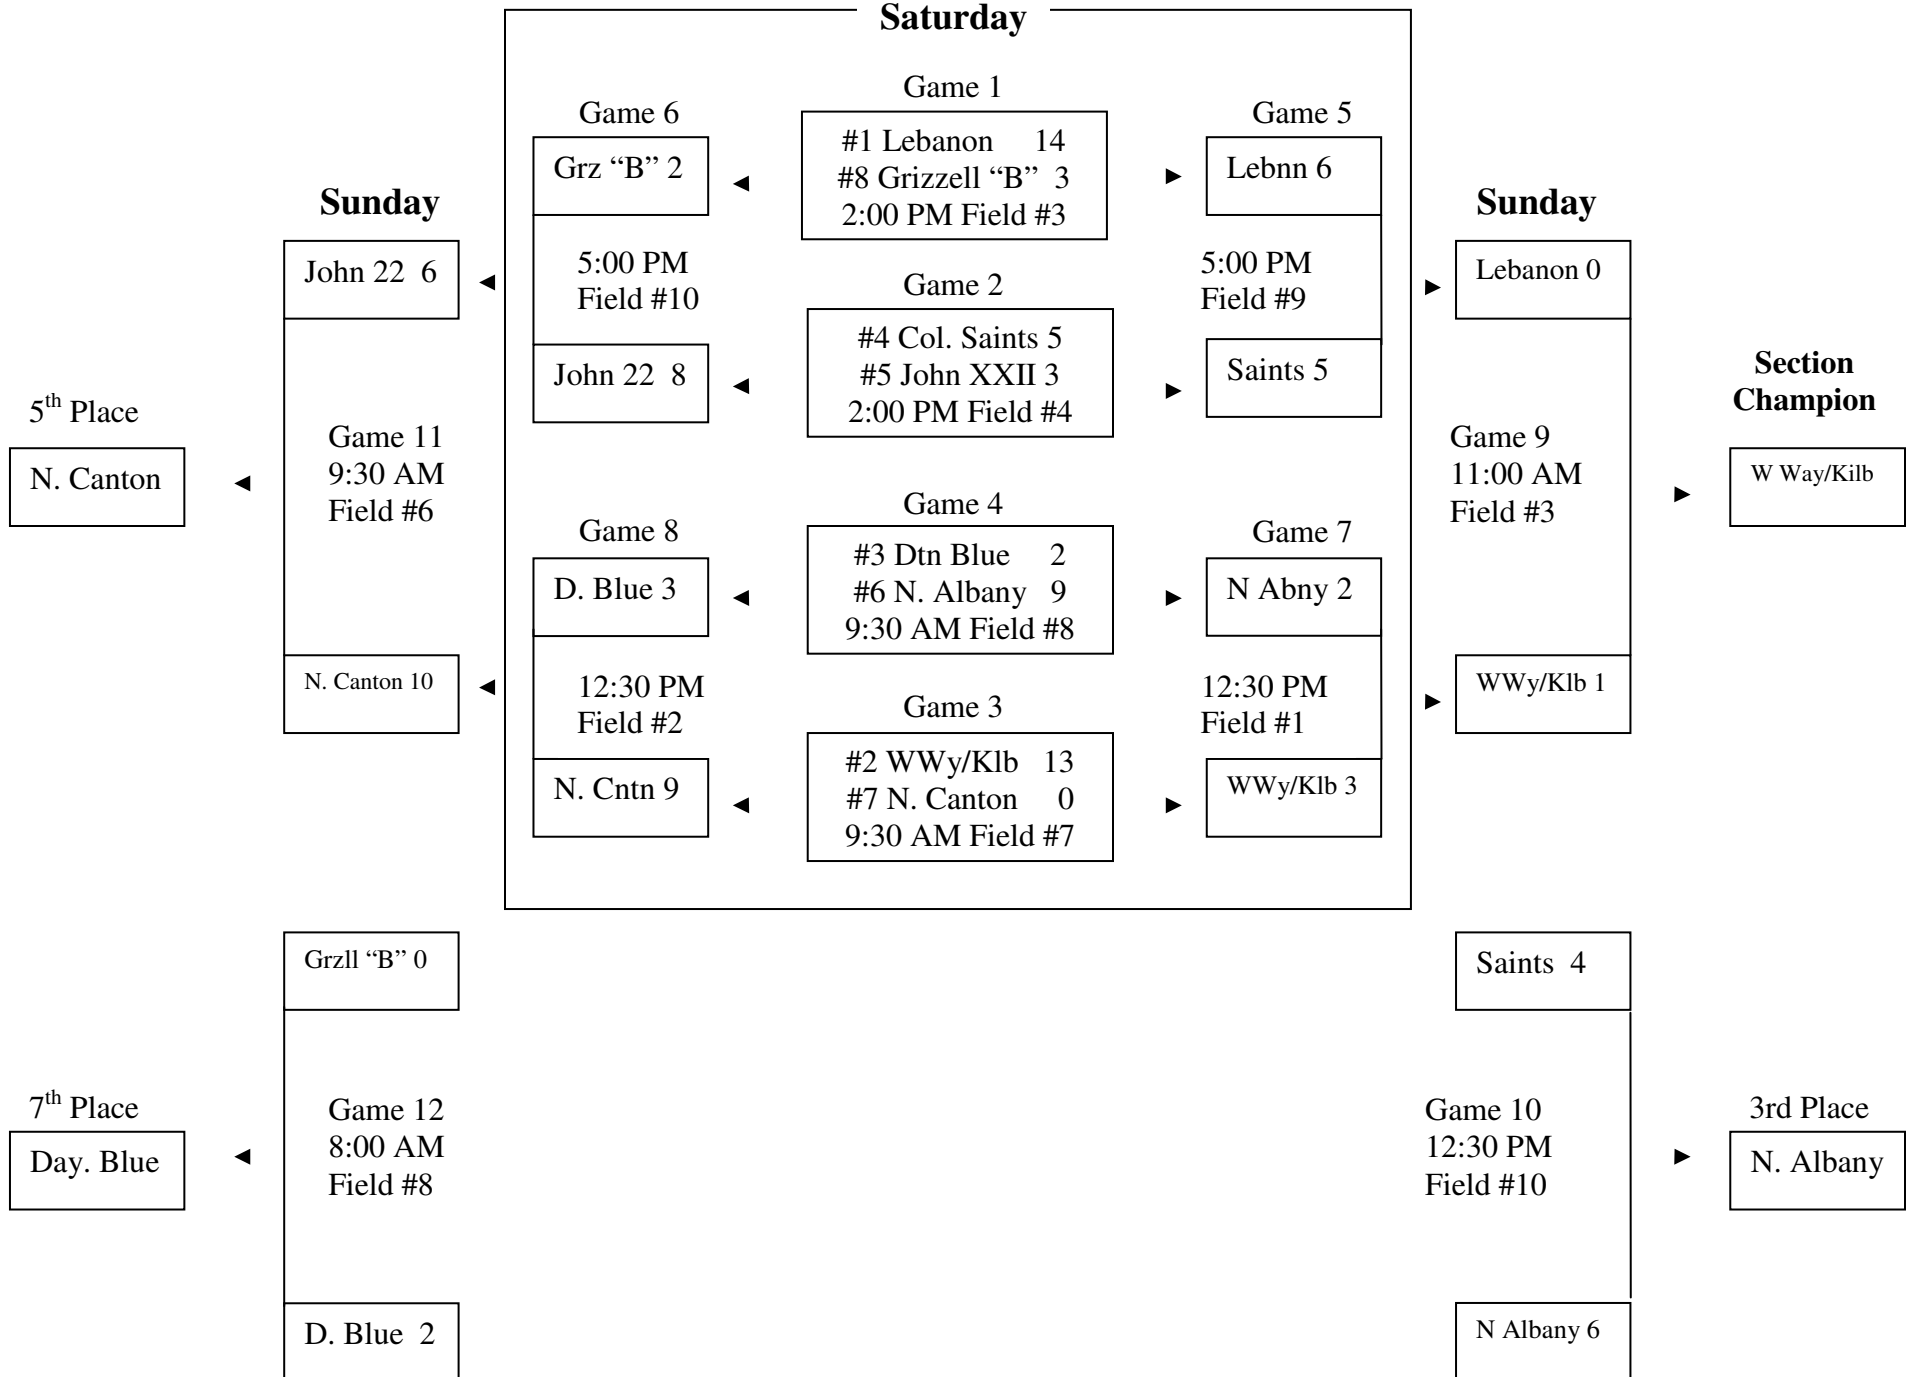 Saturday
Game 1
Game 6
Game 5
#1 Lebanon 14
#8 Grizzell “B” 3
2:00 PM Field #3
Grz “B” 2
Lebnn 6
Sunday
Sunday
John 22 6
5:00 PM
Field #10
Game 2
5:00 PM
Field #9
Lebanon 0
#4 Col. Saints 5
#5 John XXII 3
2:00 PM Field #4
John 22 8
Saints 5
Section
Champion
5th Place
N. Canton
Game 11
9:30 AM
Field #6
Game 9
11:00 AM
Field #3
W Way/Kilb
Game 4
Game 8
Game 7
#3 Dtn Blue 2
#6 N. Albany 9
9:30 AM Field #8
D. Blue 3
N Abny 2
N. Canton 10
12:30 PM
Field #2
Game 3
12:30 PM
Field #1
WWy/Klb 1
#2 WWy/Klb 13
#7 N. Canton 0
9:30 AM Field #7
N. Cntn 9
WWy/Klb 3
Grzll “B” 0
Saints 4
7th Place
Day. Blue
Game 12
8:00 AM
Field #8
Game 10
12:30 PM
Field #10
3rd Place
N. Albany
D. Blue 2
N Albany 6